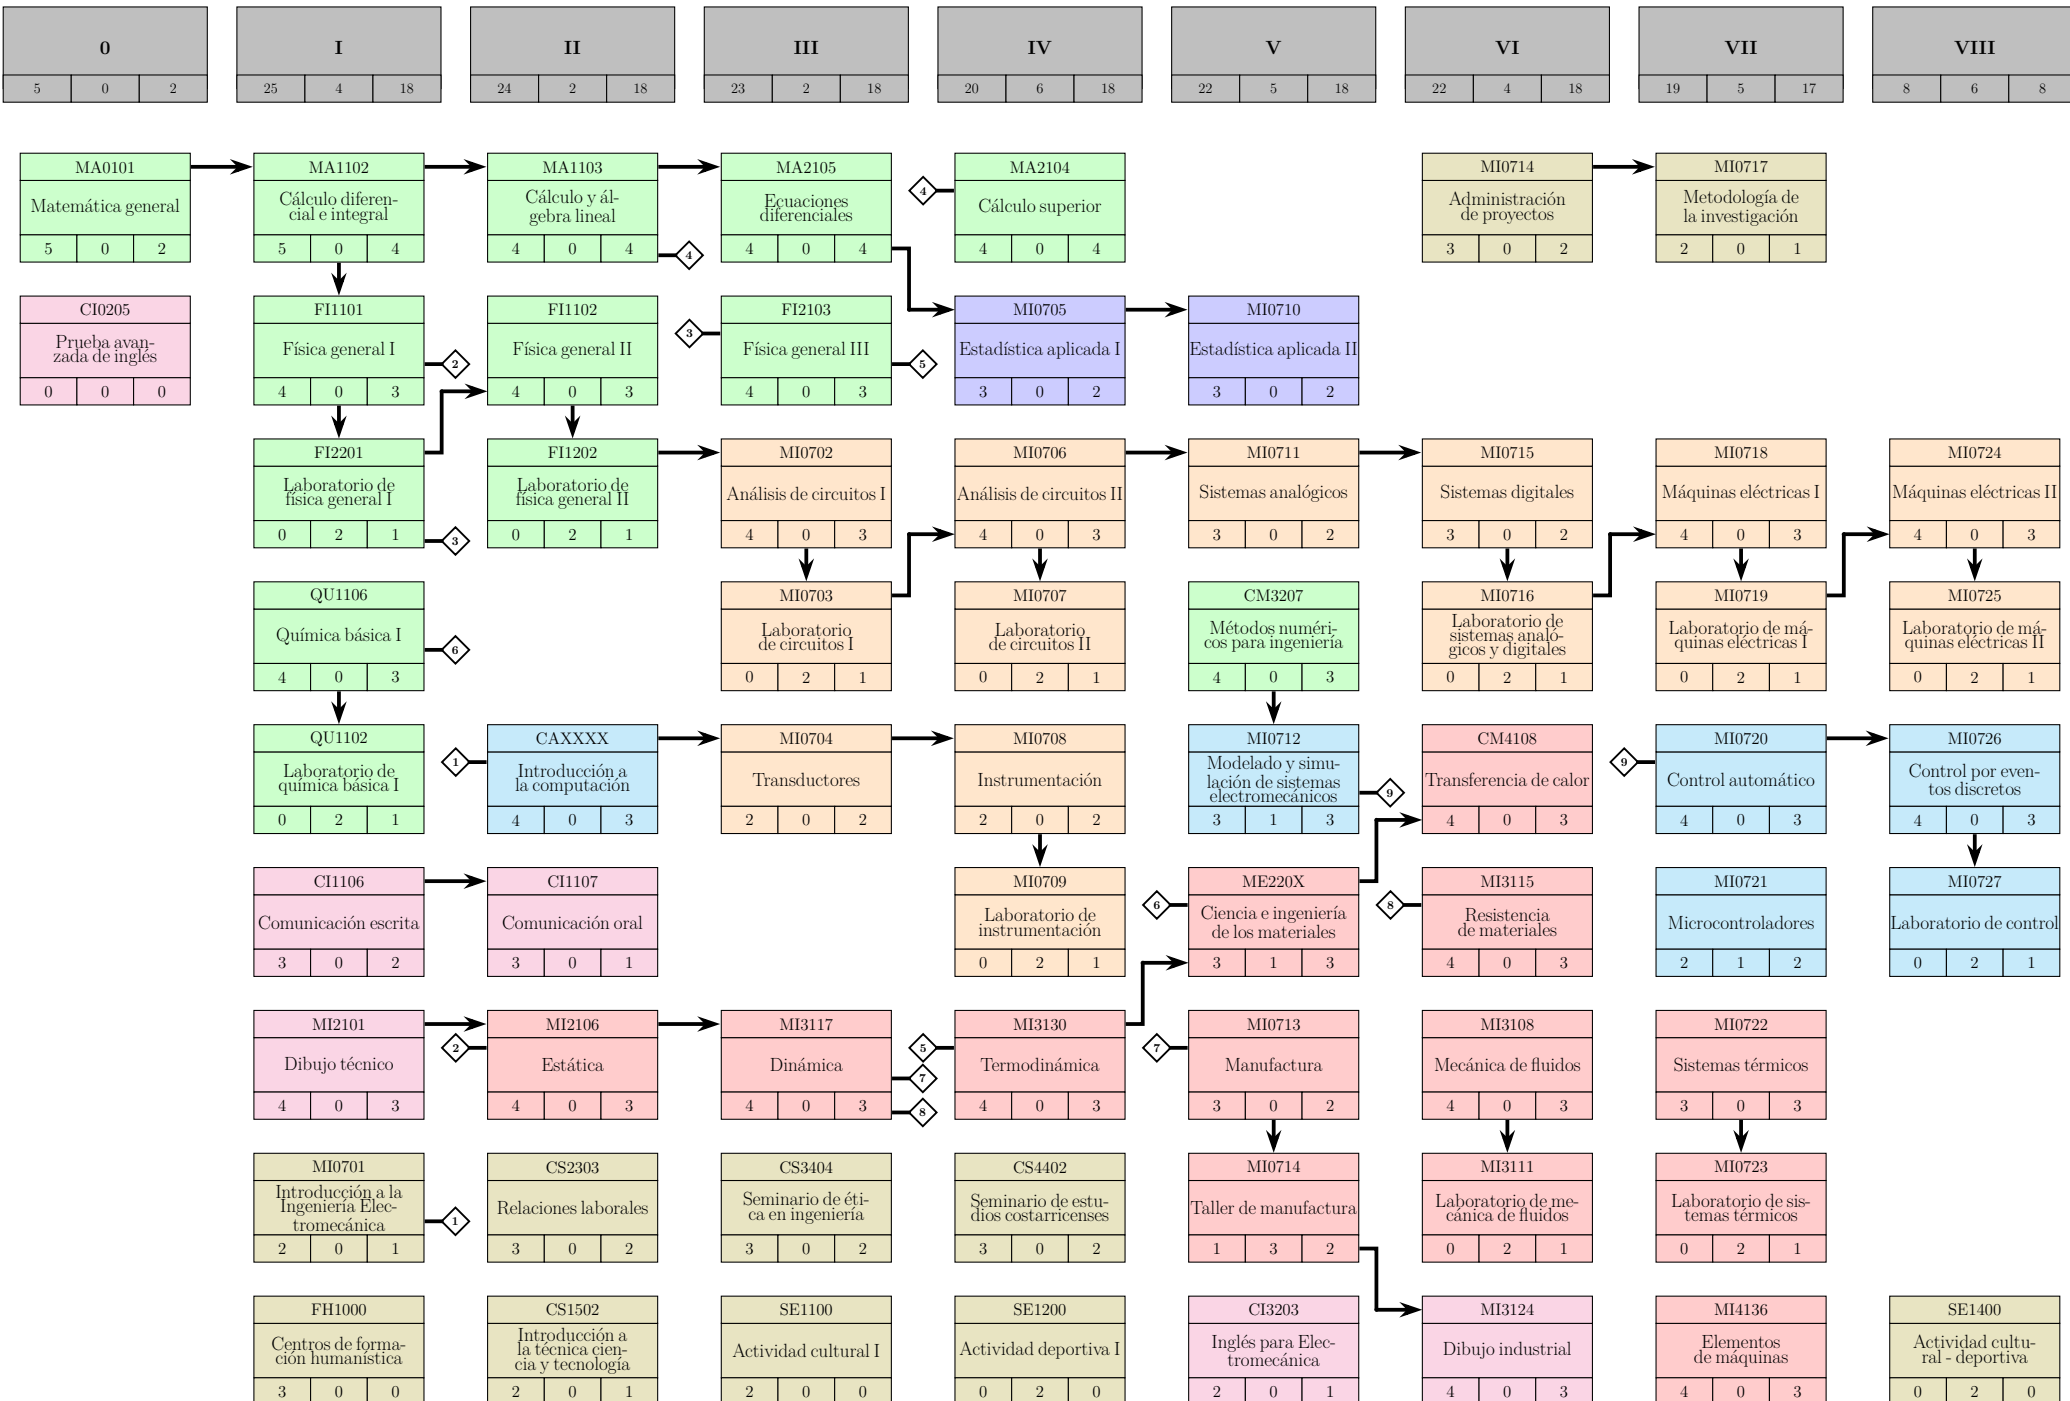 0 I II III IV V VI VII VIII
5 0 2 25 4 18 24 2 18 23 2 18 20 6 18 22 5 18 22 4 18 19 5 17 8 6 8
MA0101 MA1102 MA1103 MA2105 MA2104 MI0714 MI0717
Matemática general
Cálculo diferen-
cial e integral
Cálculo y ál-
gebra lineal
Ecuaciones
diferenciales
4
Cálculo superior
Administración
de proyectos
Metodología de
la investigación
5 0 2 5 0 4 4 0 4 4 4 0 4 4 0 4 3 0 2 2 0 1
CI0205 FI1101 FI1102 FI2103 MI0705 MI0710
Prueba avan-
zada de inglés
Física general I
2
Física general II
3
Física general III
5
Estadística aplicada I
Estadística aplicada II
0 0 0 4 0 3 4 0 3 4 0 3 3 0 2 3 0 2
FI2201 FI1202 MI0702 MI0706 MI0711 MI0715 MI0718 MI0724
Laboratorio de
física general I
Laboratorio de
física general II
Análisis de circuitos I
Análisis de circuitos II
Sistemas analógicos
Sistemas digitales
Máquinas eléctricas I
Máquinas eléctricas II
0 2 1 3 0 2 1 4 0 3 4 0 3 3 0 2 3 0 2 4 0 3 4 0 3
QU1106 MI0703 MI0707 CM3207 MI0716 MI0719 MI0725
Química básica I
6
Laboratorio
de circuitos I
Laboratorio
de circuitos II
Métodos numéri-
cos para ingeniería
Laboratorio de
sistemas analó-
gicos y digitales
Laboratorio de má-
quinas eléctricas I
Laboratorio de má-
quinas eléctricas II
4 0 3 0 2 1 0 2 1 4 0 3 0 2 1 0 2 1 0 2 1
QU1102 CAXXXX MI0704 MI0708 MI0712 CM4108 MI0720 MI0726
Laboratorio de
química básica I
1
Introducción a
la computación
Transductores
Instrumentación
Modelado y simu-
lación de sistemas
electromecánicos
9
Transferencia de calor
9
Control automático
Control por even-
tos discretos
0 2 1 4 0 3 2 0 2 2 0 2 3 1 3 4 0 3 4 0 3 4 0 3
CI1106 CI1107 MI0709 ME220X MI3115 MI0721 MI0727
Comunicación escrita
Comunicación oral
Laboratorio de
instrumentación
6
Ciencia e ingeniería
de los materiales
8
Resistencia
de materiales
Microcontroladores
Laboratorio de control
3 0 2 3 0 1 0 2 1 3 1 3 4 0 3 2 1 2 0 2 1
MI2101 MI2106 MI3117 MI3130 MI0713 MI3108 MI0722
Dibujo técnico
2
Estática
Dinámica
5
7
Termodinámica
7
Manufactura
Mecánica de fluidos
Sistemas térmicos
4 0 3 4 0 3 4 0 3 8 4 0 3 3 0 2 4 0 3 3 0 3
MI0701 CS2303 CS3404 CS4402 MI0714 MI3111 MI0723
Introducción a la
Ingeniería Elec-
tromecánica
1
Relaciones laborales
Seminario de éti-
ca en ingeniería
Seminario de estu-
dios costarricenses
Taller de manufactura
Laboratorio de me-
cánica de fluidos
Laboratorio de sis-
temas térmicos
2 0 1 3 0 2 3 0 2 3 0 2 1 3 2 0 2 1 0 2 1
FH1000 CS1502 SE1100 SE1200 CI3203 MI3124 MI4136 SE1400
Centros de forma-
ción humanística
Introducción a
la técnica cien-
cia y tecnología
Actividad cultural I
Actividad deportiva I
Inglés para Elec-
tromecánica
Dibujo industrial
Elementos
de máquinas
Actividad cultu-
ral - deportiva
3 0 0 2 0 1 2 0 0 0 2 0 2 0 1 4 0 3 4 0 3 0 2 0